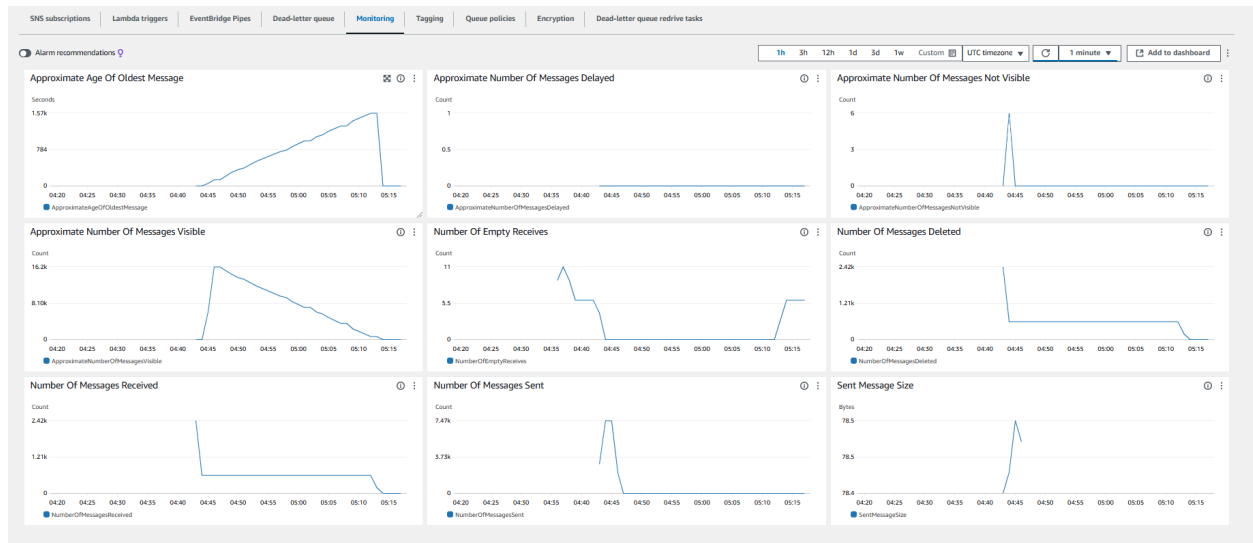 SNS subscriptions Lambda triggers EventBridge Pipes Dead-letter queue Monitoring Tagging Queue policies Encryption Dead-letter queue redrive tasks
Alarm recommendations 1h 3h 12h 1d 3d 1w Custom UTC timezone 1 minute Add to dashboard
Approximate Age Of Oldest Message
Seconds
1.57k
784
0
04:20 04:25 04:30 04:35 04:40 04:45 04:50 04:55 05:00 05:05 05:10 05:15
ApproximateAgeOfOldestMessage
Approximate Number Of Messages Delayed
Count
1
0.5
0
04:20 04:25 04:30 04:35 04:40 04:45 04:50 04:55 05:00 05:05 05:10 05:15
ApproximateNumberOfMessagesDelayed
Approximate Number Of Messages Not Visible
Count
6
3
0
04:20 04:25 04:30 04:35 04:40 04:45 04:50 04:55 05:00 05:05 05:10 05:15
ApproximateNumberOfMessagesNotVisible
Approximate Number Of Messages Visible
Count
16.2k
8.10k
0
04:20 04:25 04:30 04:35 04:40 04:45 04:50 04:55 05:00 05:05 05:10 05:15
ApproximateNumberOfMessagesVisible
Number Of Empty Receives
Count
11
5.5
0
04:20 04:25 04:30 04:35 04:40 04:45 04:50 04:55 05:00 05:05 05:10 05:15
NumberOfEmptyReceives
Number Of Messages Deleted
Count
2.42k
1.21k
0
04:20 04:25 04:30 04:35 04:40 04:45 04:50 04:55 05:00 05:05 05:10 05:15
NumberOfMessagesDeleted
Number Of Messages Received
Count
2.42k
1.21k
0
04:20 04:25 04:30 04:35 04:40 04:45 04:50 04:55 05:00 05:05 05:10 05:15
NumberOfMessagesReceived
Number Of Messages Sent
Count
7.47k
3.73k
0
04:20 04:25 04:30 04:35 04:40 04:45 04:50 04:55 05:00 05:05 05:10 05:15
NumberOfMessagesSent
Sent Message Size
Bytes
78.5
78.5
78.4
04:20 04:25 04:30 04:35 04:40 04:45 04:50 04:55 05:00 05:05 05:10 05:15
SentMessageSize